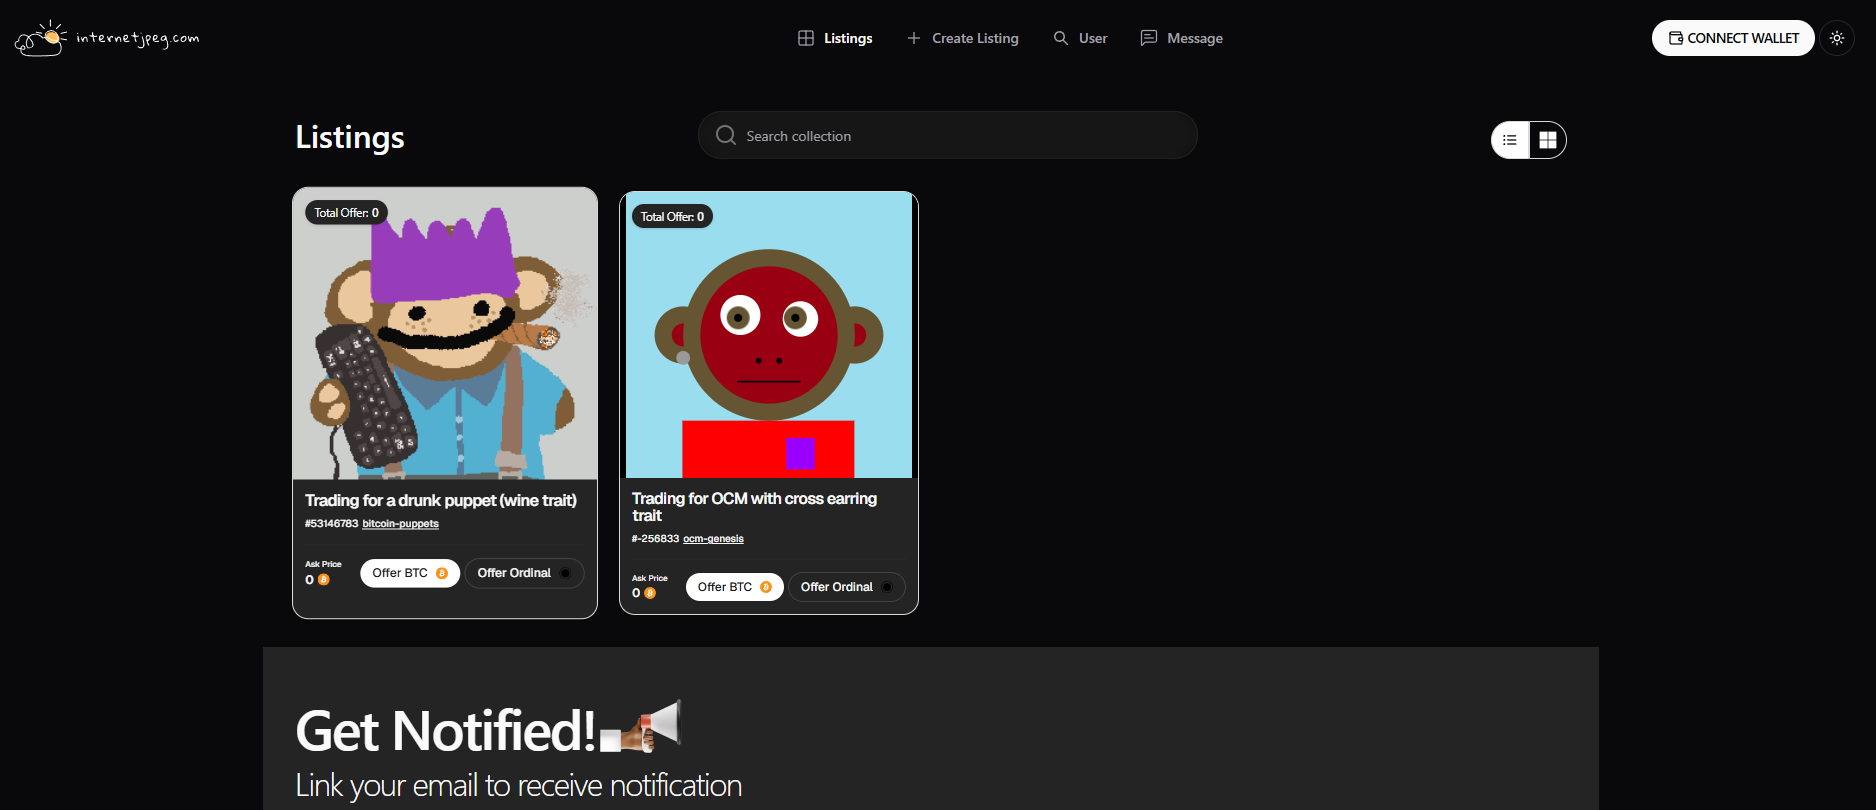 internetjpeg.com
Listings
Create Listing
User
Message
CONNECT WALLET
Listings
Search collection
Total Offer: 0
Total Offer: 0
Trading for a drunk puppet (wine trait)
#53146783 bitcoin-puppets
Ask Price
0
Offer BTC
Offer Ordinal
Trading for OCM with cross earring
trait
#-256833 ocm-genesis
Ask Price
0
Offer BTC
Offer Ordinal
Get Notified!
Link your email to receive notification